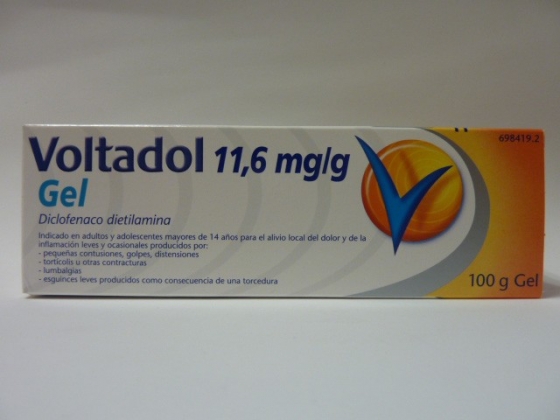 698419.2
Voltadol 11,6 mg/g
Gel
Diclofenaco dietilamina
Indicado en adultos y adolescentes mayores de 14 años para el alivio local del dolor y de la
inflamación leves y ocasionales producidos por:
- pequeñas contusiones, golpes, distensiones
- tortícolis u otras contracturas
- lumbalgias
- esguinces leves producidos como consecuencia de una torcedura
100 g Gel